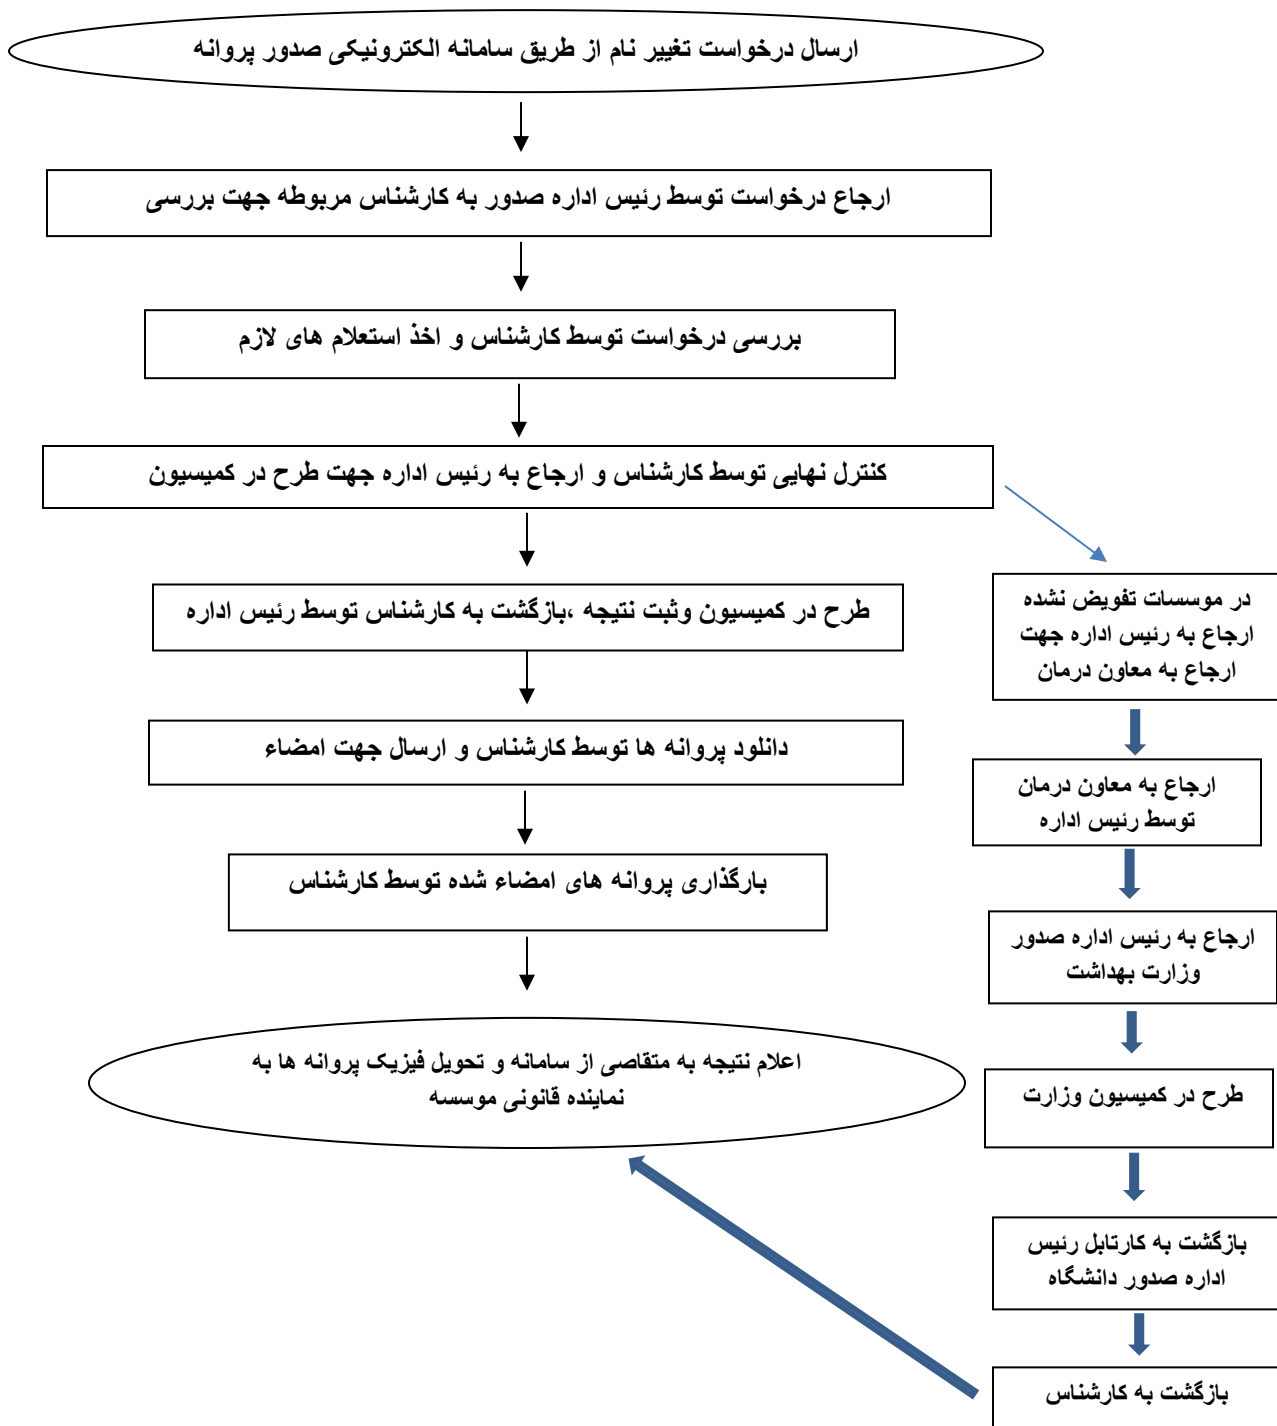 ارسال درخواست تغییر نام از طریق سامانه الکترونیکی صدور پروانه
ارجاع درخواست توسط رئیس اداره صدور به کارشناس مربوطه جهت بررسی
بررسی درخواست توسط کارشناس و اخذ استعلام های لازم
کنترل نهایی توسط کارشناس و ارجاع به رئیس اداره جهت طرح در کمیسیون
طرح در کمیسیون وثبت نتیجه ،بازگشت به کارشناس توسط رئیس اداره
دانلود پروانه ها توسط کارشناس و ارسال جهت امضاء
بارگذاری پروانه های امضاء شده توسط کارشناس
اعلام نتیجه به متقاصی از سامانه و تحویل فیزیک پروانه ها به
نماینده قانونی موسسه
در موسسات تفویض نشده
ارجاع به رئیس اداره جهت
ارجاع به معاون درمان
ارجاع به معاون درمان
توسط رئیس اداره
ارجاع به رئیس اداره صدور
وزارت بهداشت
طرح در کمیسیون وزارت
بازگشت به کارتابل رئیس
اداره صدور دانشگاه
بازگشت به کارشناس